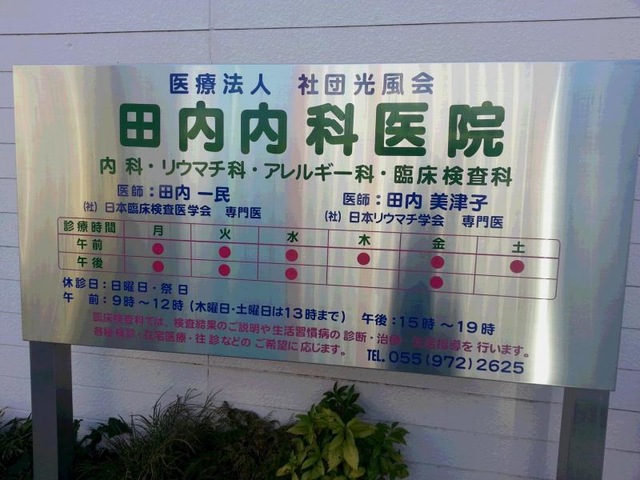 医療法人 社団光風会
田内内科医院
内科・リウマチ科・アレルギー科・臨床検査科
医師：田内 一民 医師：田内 美津子
(社) 日本臨床検査医学会 専門医 (社) 日本リウマチ学会 専門医
診療時間 月 火 水 木 金 土
午前 ● ● ● ● ● ●
午後 ● ● ● ●
休診日：日曜日・祭日
午 前：9時～12時 (木曜日・土曜日は13時まで) 午後：15時～19時
臨床検査科では、検査結果のご説明や生活習慣病の診断・治療・生活指導を行います。
各種検診・在宅医療・往診などのご希望に応じます。
TEL. 055 (972) 2625